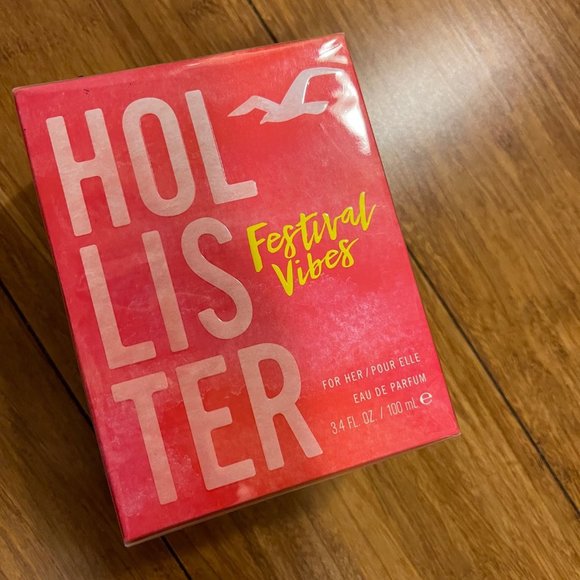 HOL
LIS
TER
Festival
Vibes
FOR HER / POUR ELLE
EAU DE PARFUM
3.4 FL. OZ. / 100 mL ℮